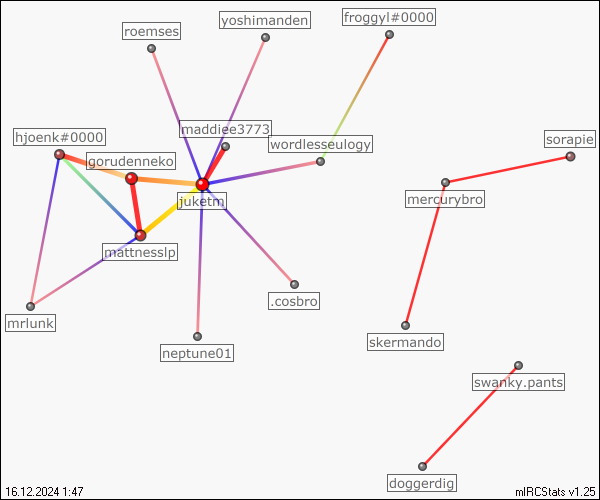 yoshimanden
froggyl#0000
roemses
maddiee3773
hjoenk#0000
wordlesseulogy
sorapie
gorudenneko
juketm
mercurybro
mattnesslp
.cosbro
mrlunk
skermando
neptune01
swanky.pants
doggerdig
16.12.2024 1:47
mIRCStats v1.25